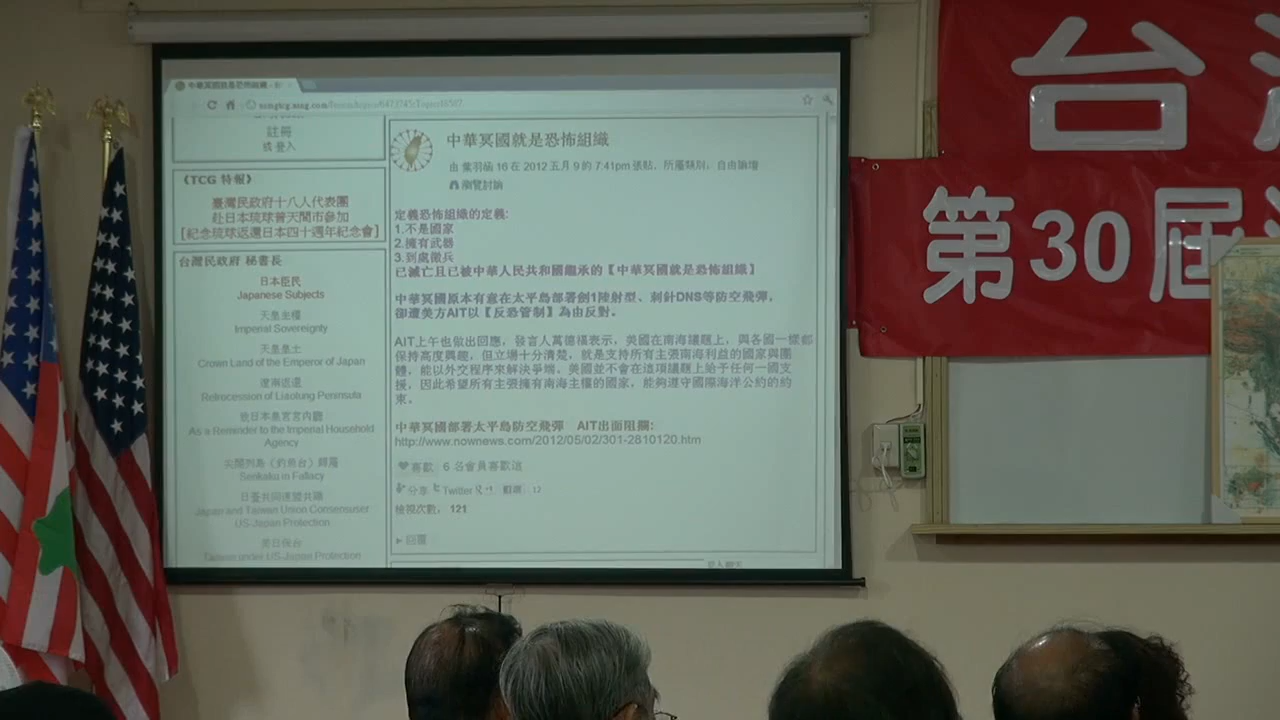 中華冥國就是恐怖組織
註冊
或 登入
《TCG 特報》
臺灣民政府十八人代表團
赴日本琉球普天間市參加
[紀念琉球返還日本四十週年紀念會]
台灣民政府 秘書長
日本臣民
Japanese Subjects
天皇主權
Imperial Sovereignty
天皇皇土
Crown Land of the Emperor of Japan
遼南返還
Retrocession of Liaotung Peninsula
被日本皇宮宮內廳
As a Reminder to the Imperial Household
Agency
尖閣列島（釣魚台）歸屬
Senkaku in Fallacy
日臺共同連盟共識
Japan and Taiwan Union Consensuser
US-Japan Protection
美日保台
Taiwan under US-Japan Protection
中華冥國就是恐怖組織
16 在 2012 五月 9 的 7:41pm 張貼，所屬類別，自由論壇
瀏覽討論
定義恐怖組織的定義:
1.不是國家
2.擁有武器
3.到處徵兵
已滅亡且已被中華人民共和國繼承的【中華冥國就是恐怖組織】
中華冥國原本有意在太平島部署劍1陸射型、刺針DNS等防空飛彈，
卻遭美方AIT以【反恐管制】為由反對。
AIT上午也做出回應，發言人萬德福表示，美國在南海議題上，與各國一樣都
保持高度興趣，但立場十分清楚，就是支持所有主張南海利益的國家與團
體，能以外交程序來解決爭端，美國並不會在這項議題上給予任何一國支
援，因此希望所有主張擁有南海主權的國家，能夠遵守國際海洋公約的約
束。
中華冥國部署太平島防空飛彈　AIT出面阻擋:
http://www.nownews.com/2012/05/02/301-2810120.htm
喜歡 6 名會員喜歡這
分享 Twitter
檢視次數： 121
回覆
台
第30屆